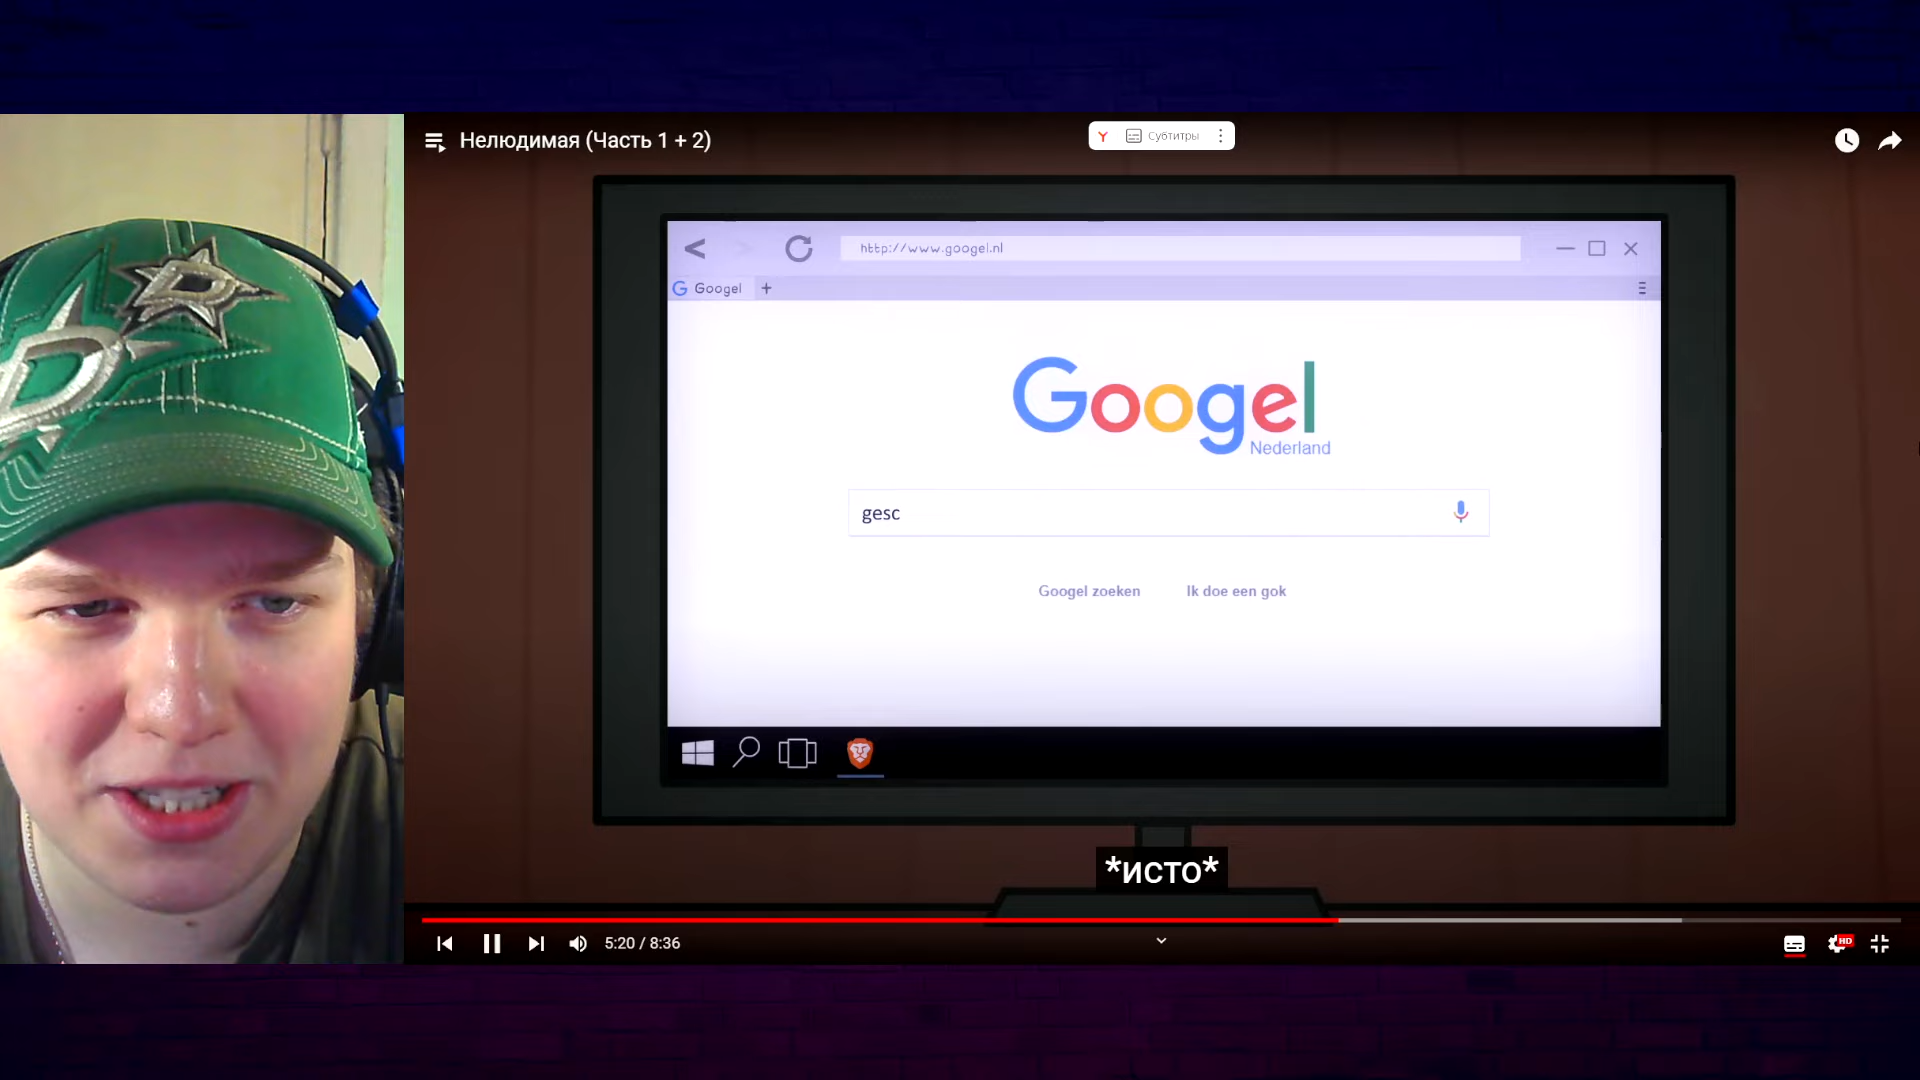 Нелюдимая (Часть 1 + 2)
Субтитры
http://www.googel.nl
Googel
Googel
Nederland
gesc
Googel zoeken
Ik doe een gok
*исто*
5:20 / 8:36
HD